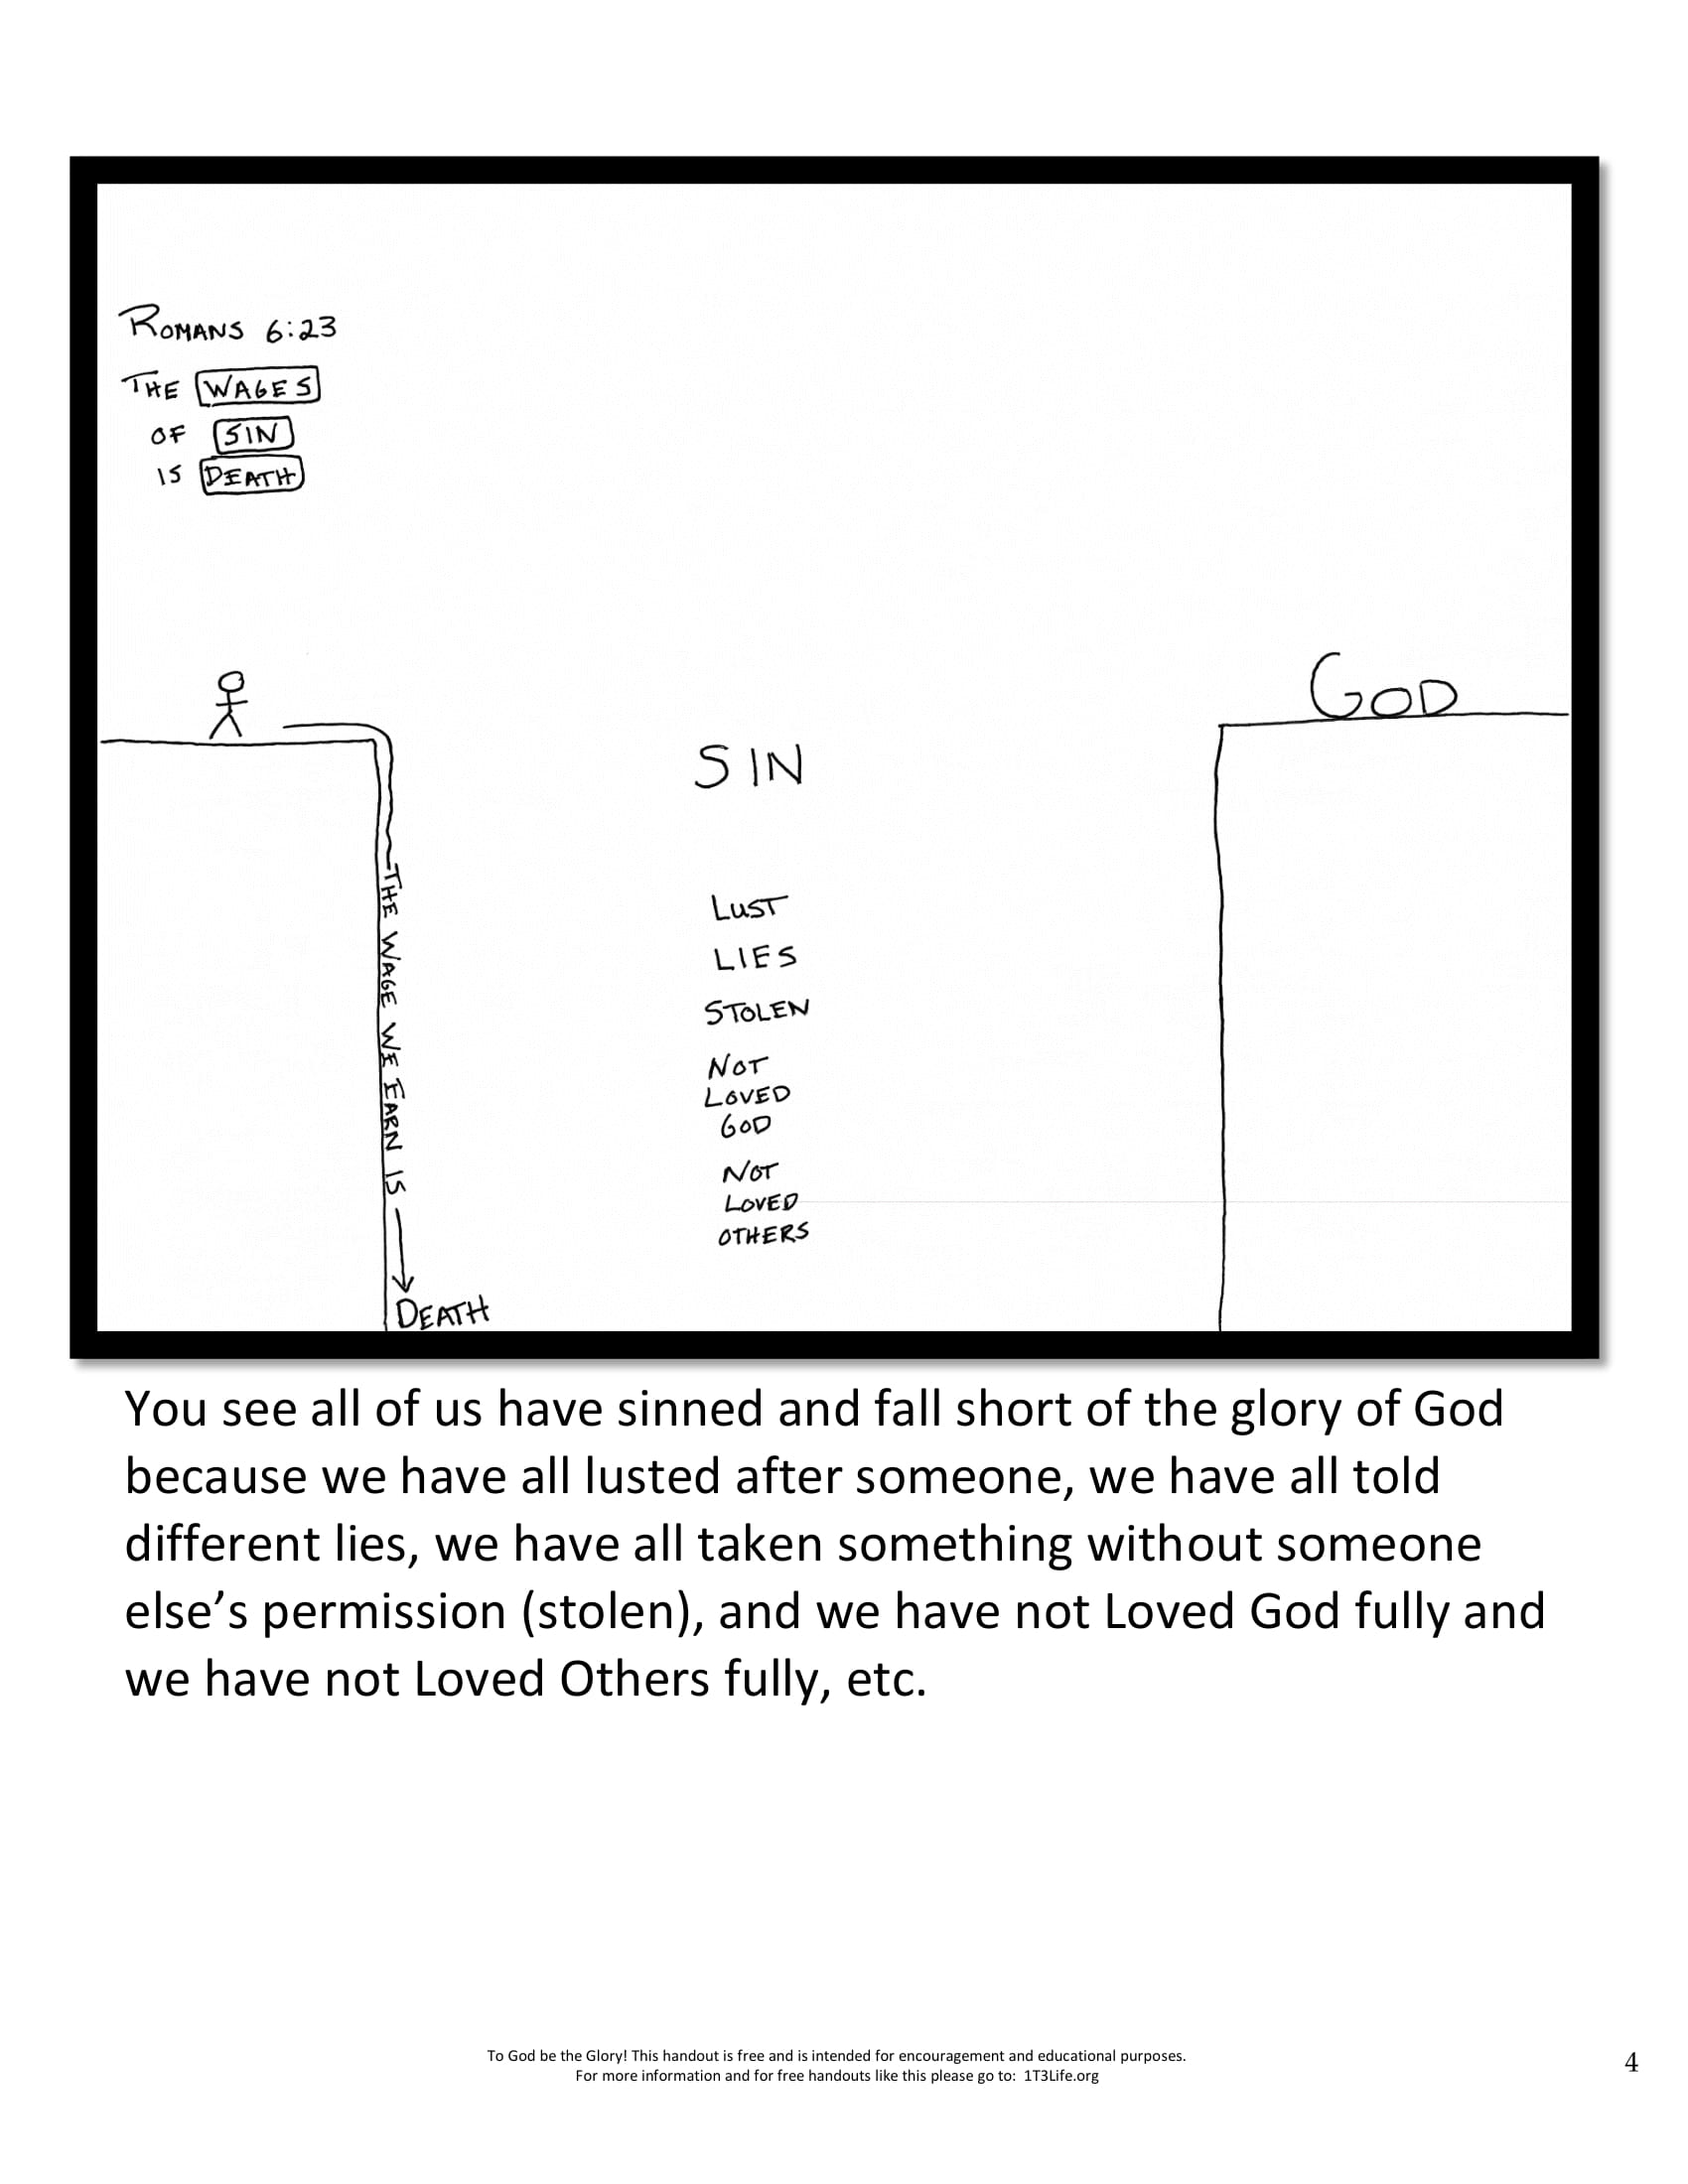 ROMANS 6:23
THE WAGES
OF SIN
IS DEATH
GOD
SIN
THE WAGE WE EARN IS
LUST
LIES
STOLEN
NOT
LOVED
GOD
NOT
LOVED
OTHERS
DEATH
You see all of us have sinned and fall short of the glory of God
because we have all lusted after someone, we have all told
different lies, we have all taken something without someone
else’s permission (stolen), and we have not Loved God fully and
we have not Loved Others fully, etc.
To God be the Glory! This handout is free and is intended for encouragement and educational purposes.
For more information and for free handouts like this please go to:  1T3Life.org
4